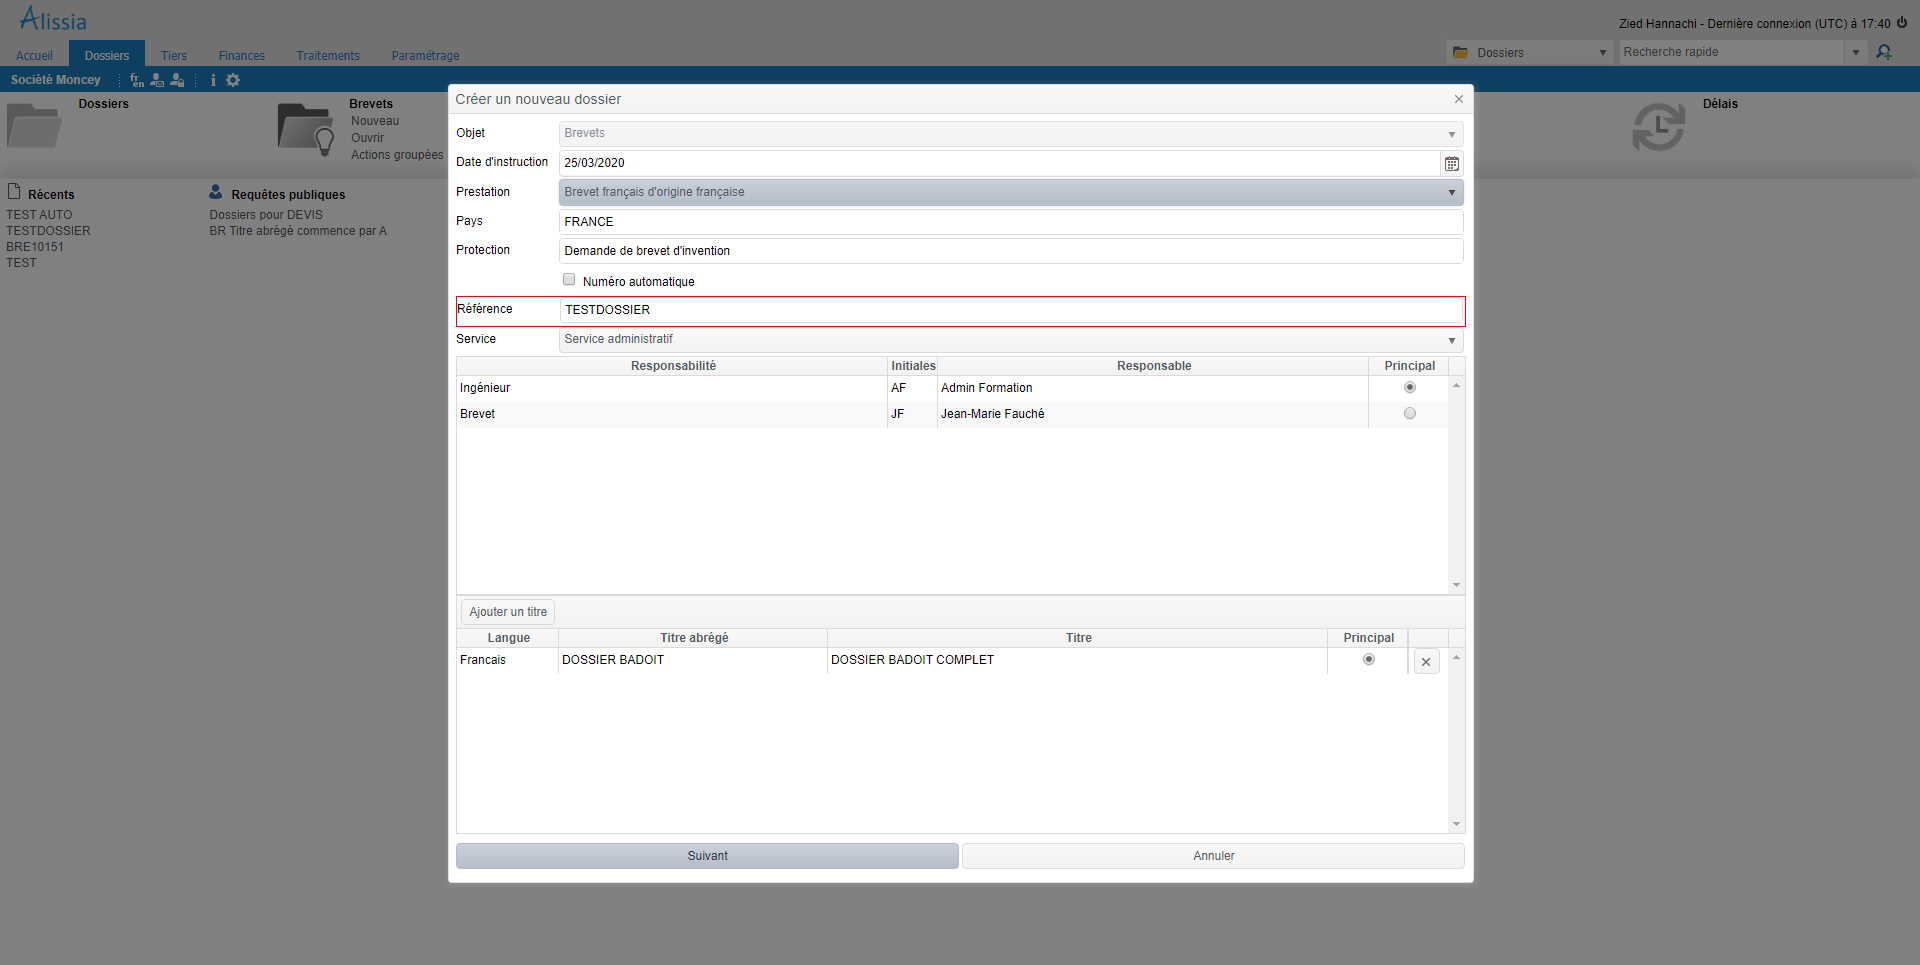 Alissia
Zied Hannachi - Dernière connexion (UTC) à 17:40
Accueil Dossiers Tiers Finances Traitements Paramétrage
Dossiers Recherche rapide
Société Moncey fr en i
Dossiers
Brevets
Nouveau
Ouvrir
Actions groupées
Délais
Récents
TEST AUTO
TESTDOSSIER
BRE10151
TEST
Requêtes publiques
Dossiers pour DEVIS
BR Titre abrégé commence par A
Créer un nouveau dossier
Objet Brevets
Date d'instruction 25/03/2020
Prestation Brevet français d'origine française
Pays FRANCE
Protection Demande de brevet d'invention
Numéro automatique
Référence TESTDOSSIER
Service Service administratif
Responsabilité Initiales Responsable Principal
Ingénieur AF Admin Formation
Brevet JF Jean-Marie Fauché
Ajouter un titre
Langue Titre abrégé Titre Principal
Francais DOSSIER BADOIT DOSSIER BADOIT COMPLET
Suivant Annuler